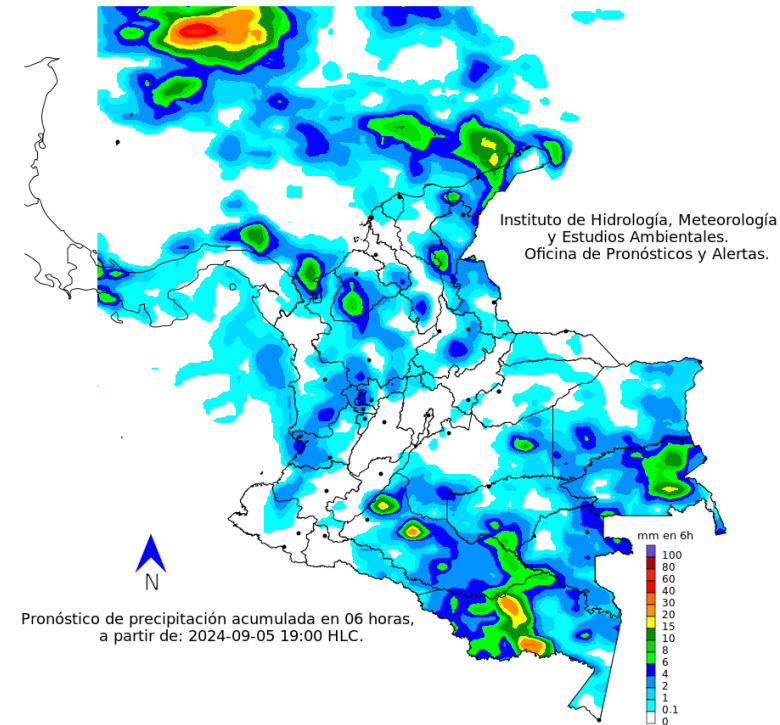 Instituto de Hidrología, Meteorología
y Estudios Ambientales.
Oficina de Pronósticos y Alertas.
mm en 6h
100
80
60
40
30
20
15
10
8
6
4
2
1
0.1
0
N
Pronóstico de precipitación acumulada en 06 horas,
a partir de: 2024-09-05 19:00 HLC.